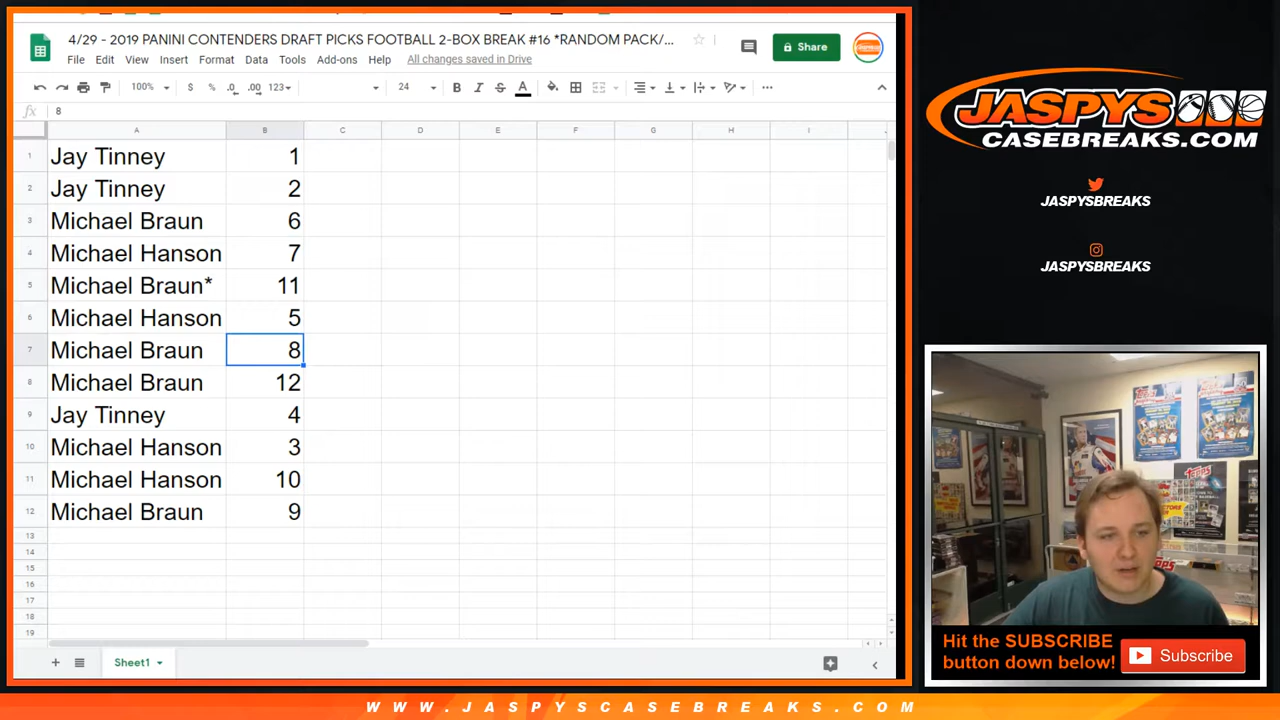 4/29 - 2019 PANINI CONTENDERS DRAFT PICKS FOOTBALL 2-BOX BREAK #16 *RANDOM PACK/...
File Edit View Insert Format Data Tools Add-ons Help All changes saved in Drive
Share
100% $ % .0 .00 123 24 B I S A
fx 8
A B C D E F G H I
1 Jay Tinney 1
2 Jay Tinney 2
3 Michael Braun 6
4 Michael Hanson 7
5 Michael Braun* 11
6 Michael Hanson 5
7 Michael Braun 8
8 Michael Braun 12
9 Jay Tinney 4
10 Michael Hanson 3
11 Michael Hanson 10
12 Michael Braun 9
13
14
15
16
17
18
19
Sheet1
JASPYS
CASEBREAKS.COM
JASPYSBREAKS
JASPYSBREAKS
Topps
Hit the SUBSCRIBE
button down below!
Subscribe
WWW.JASPYSCASEBREAKS.COM